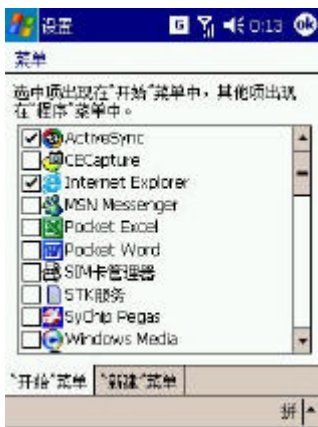 设置 G 0:13 ok
菜单
选中项出现在"开始"菜单中，其他项出现
在"程序"菜单中。
ActiveSync
CECapture
Internet Explorer
MSN Messenger
Pocket Excel
Pocket Word
SIM卡管理器
STK服务
SyChip Pegas
Windows Media
"开始"菜单 "新建"菜单
拼